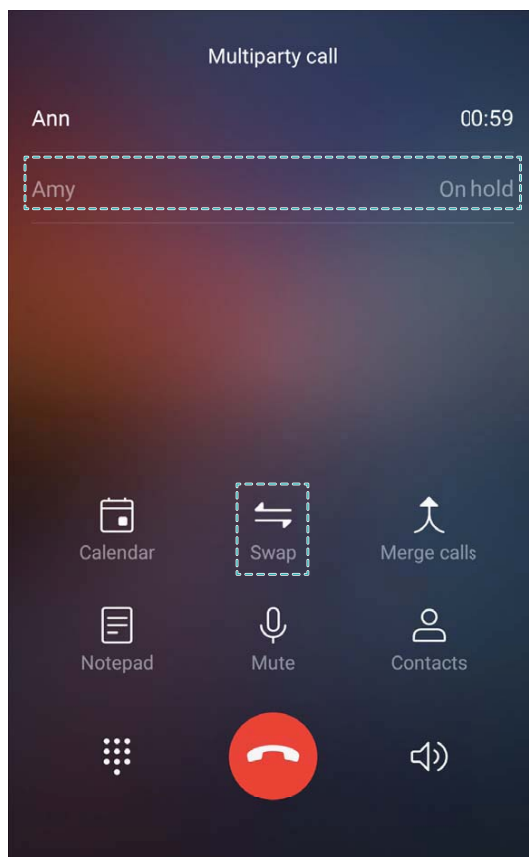 Multiparty call
Ann 00:59
Amy On hold
Calendar Swap Merge calls
Notepad Mute Contacts